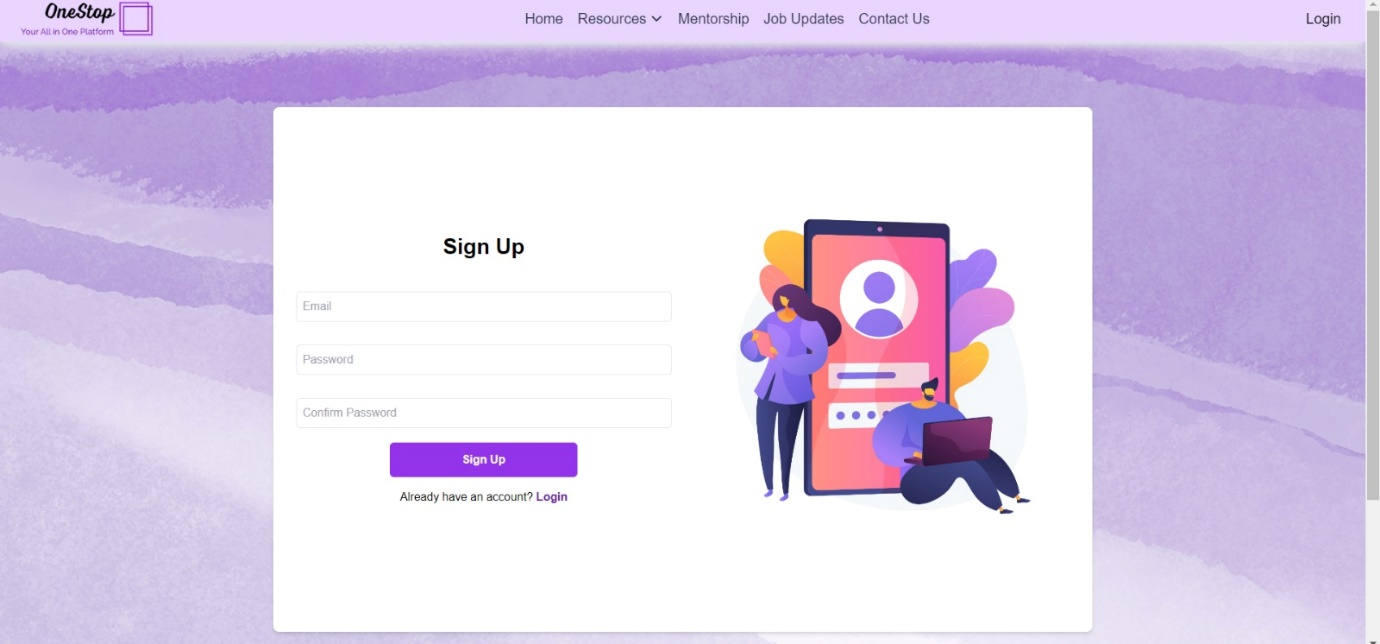 OneStop
Your All in One Platform
Home Resources Mentorship Job Updates Contact Us
Login
Sign Up
Email
Password
Confirm Password
Sign Up
Already have an account? Login